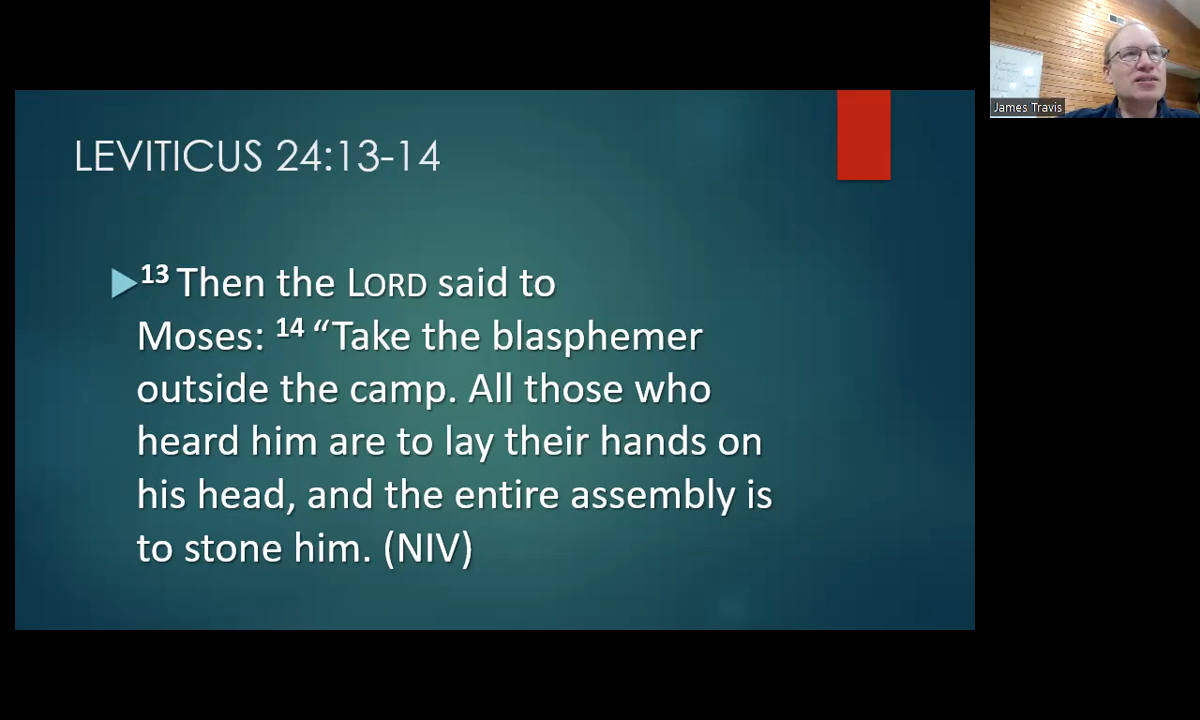 LEVITICUS 24:13-14
13 Then the LORD said to
Moses: 14 “Take the blasphemer
outside the camp. All those who
heard him are to lay their hands on
his head, and the entire assembly is
to stone him. (NIV)
James Travis